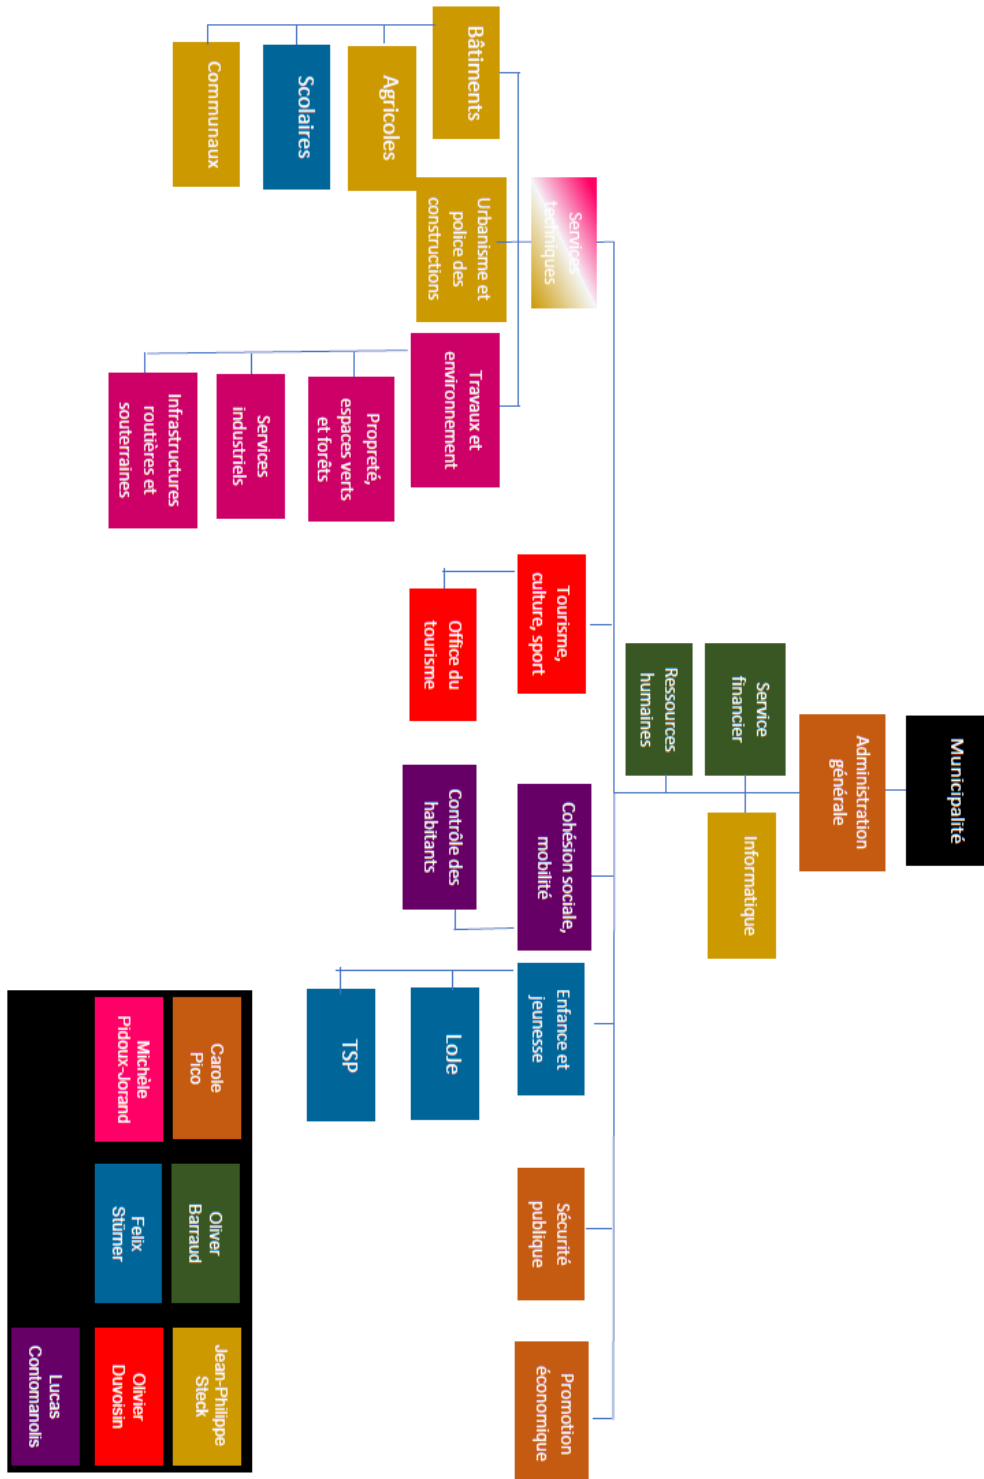 Municipalité
Administration
générale
Service
financier
Informatique
Ressources
humaines
Services
techniques
Tourisme,
culture, sport
Cohésion sociale,
mobilité
Enfance et
jeunesse
Sécurité
publique
Promotion
économique
Bâtiments
Urbanisme et
police des
constructions
Travaux et
environnement
Office du
tourisme
Contrôle des
habitants
LoJe
TSP
Agricoles
Scolaires
Communaux
Propreté,
espaces verts
et forêts
Services
industriels
Infrastructures
routières et
souterraines
Carole
Pico
Oliver
Barraud
Jean-Philippe
Steck
Michèle
Pidoux-Jorand
Felix
Stürner
Olivier
Duvoisin
Lucas
Contomanolis